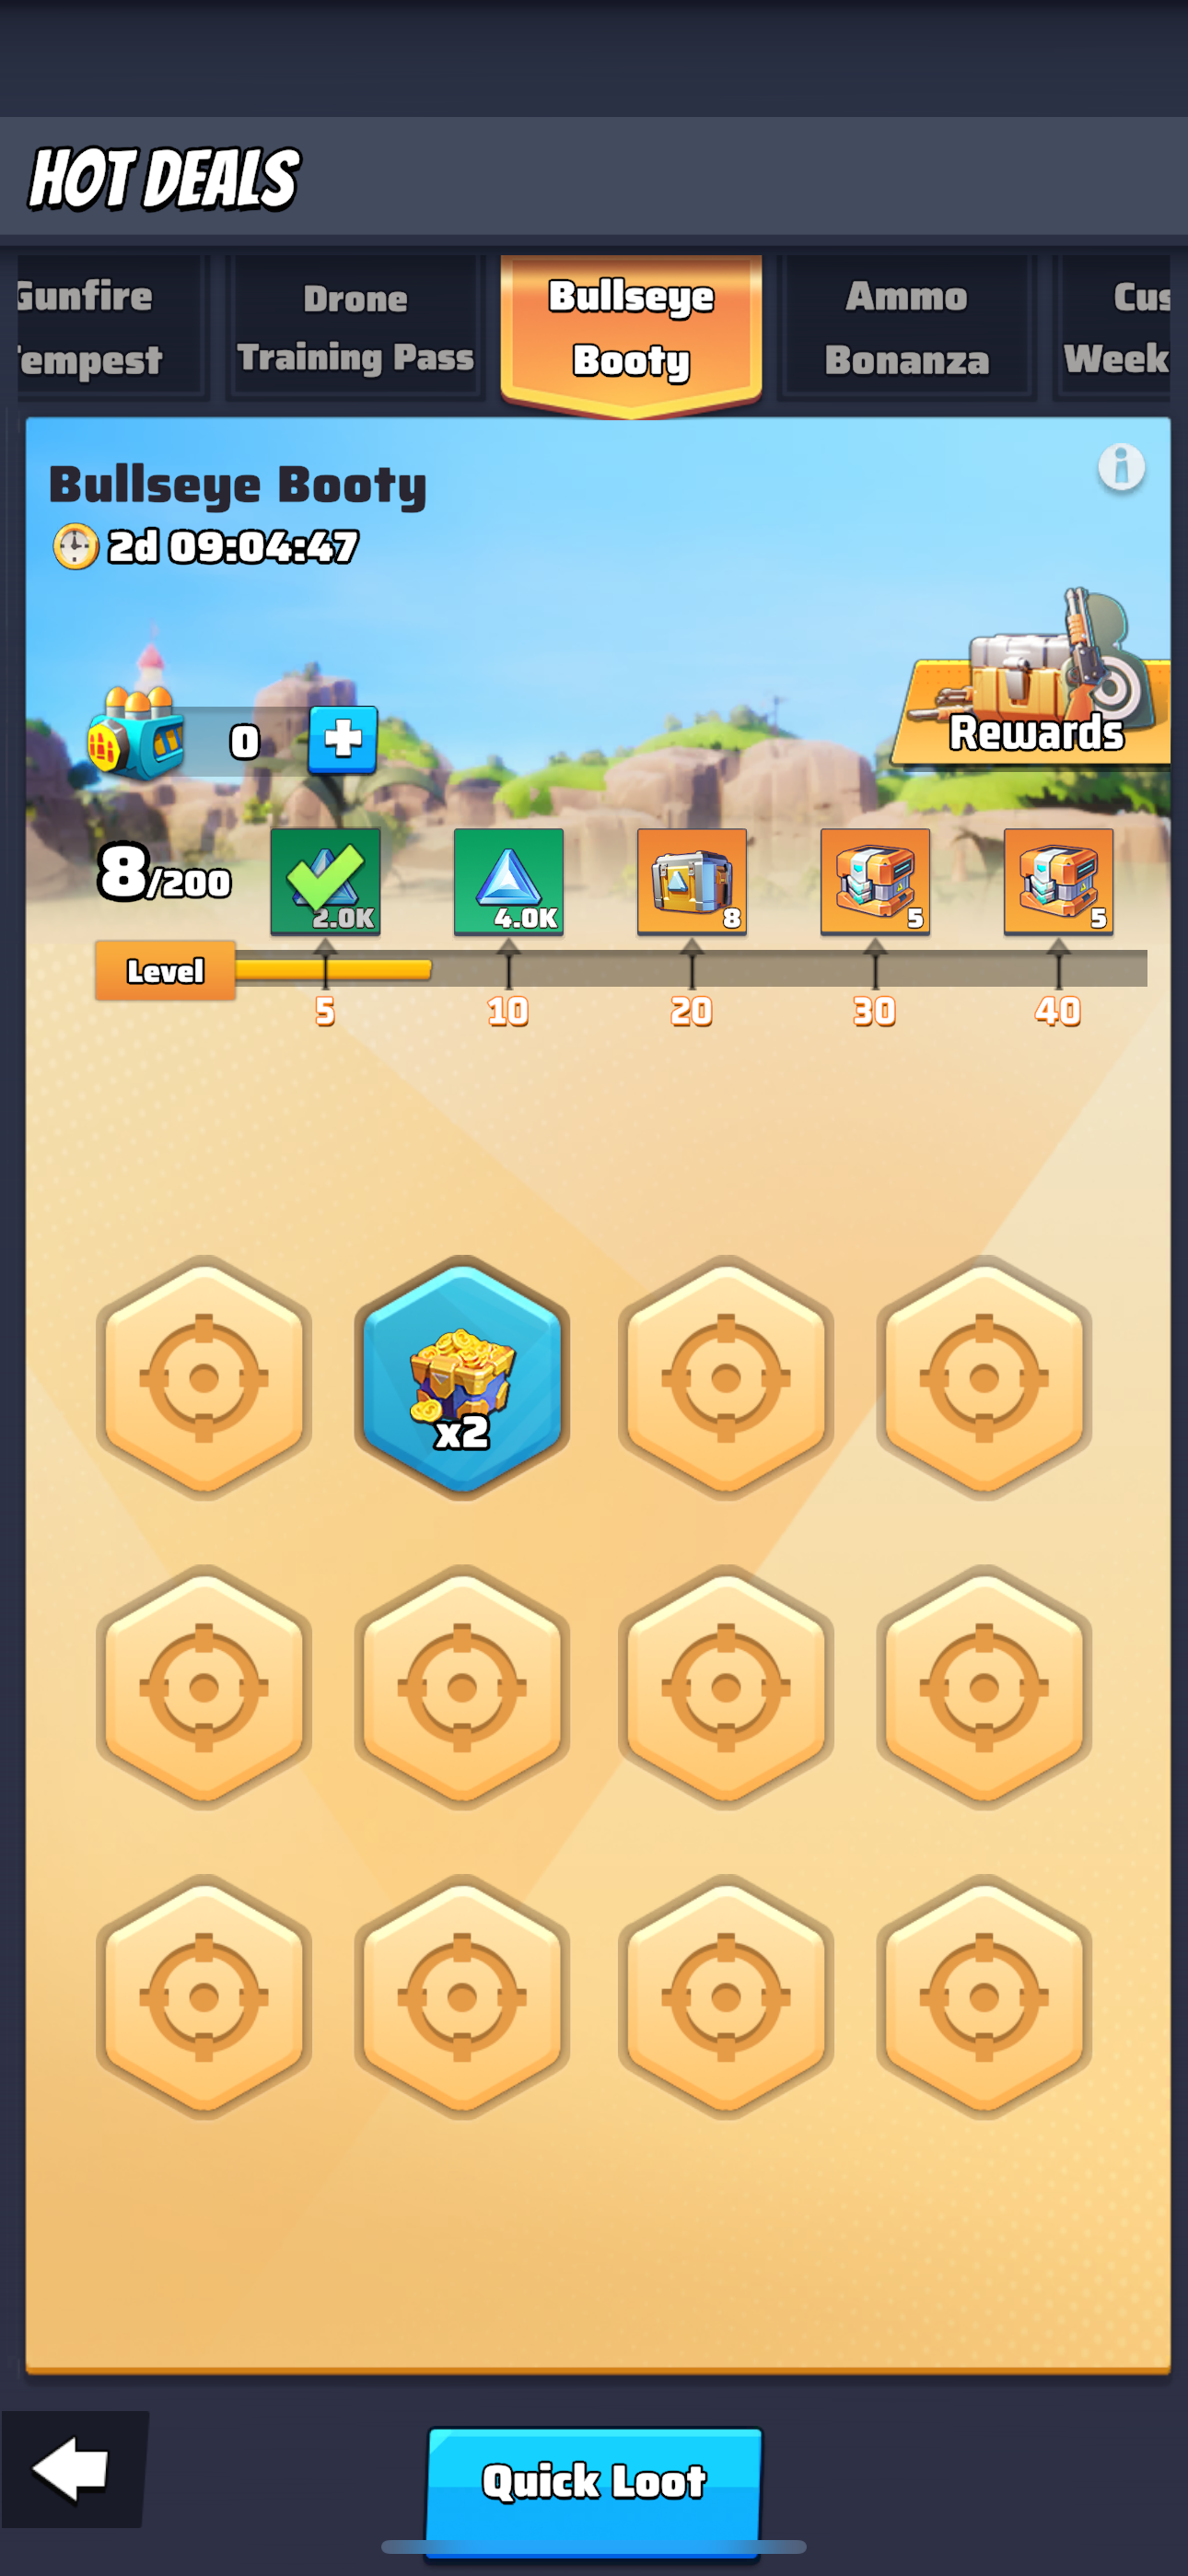 HOT DEALS
Gunfire
Tempest
Drone
Training Pass
Bullseye
Booty
Ammo
Bonanza
Cus
Week
Bullseye Booty
2d 09:04:47
0
Rewards
8/200
2.0K
4.0K
8
5
5
Level
5
10
20
30
40
x2
Quick Loot